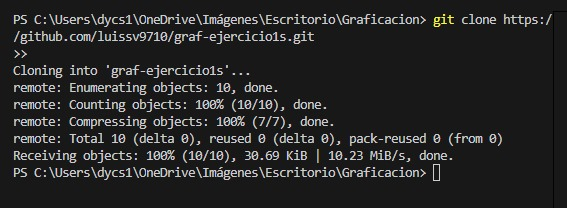 PS C:\Users\dycs1\OneDrive\Imágenes\Escritorio\Graficacion> git clone https:/
/github.com/luissv9710/graf-ejercicio1s.git
>>
Cloning into 'graf-ejercicio1s'...
remote: Enumerating objects: 10, done.
remote: Counting objects: 100% (10/10), done.
remote: Compressing objects: 100% (7/7), done.
remote: Total 10 (delta 0), reused 0 (delta 0), pack-reused 0 (from 0)
Receiving objects: 100% (10/10), 30.69 KiB | 10.23 MiB/s, done.
PS C:\Users\dycs1\OneDrive\Imágenes\Escritorio\Graficacion>